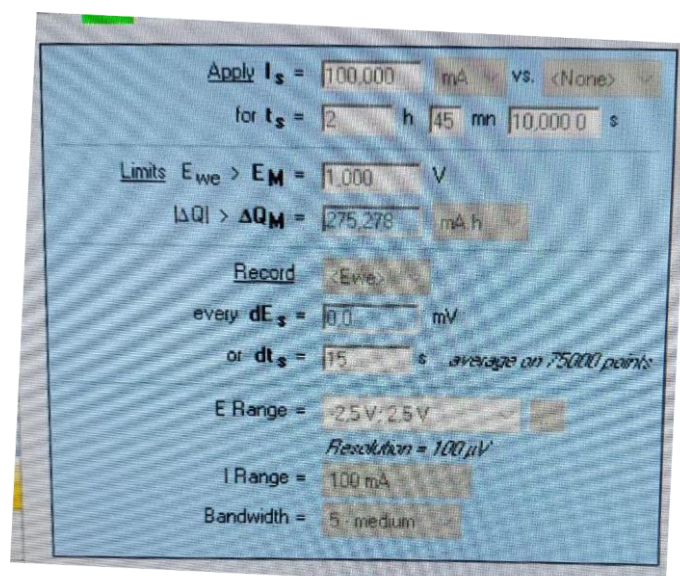 Apply Is = 100,000 mA vs. <None>
for ts = 2 h 45 mn 10,000 0 s
Limits Ewe > EM = 1,000 V
|ΔQ| > ΔQM = 275,278 mA h
Record <Ewe>
every dEs = 0,0 mV
or dts = 15 s average on 75000 points
E Range = -2,5 V; 2,5 V
Resolution = 100 µV
I Range = 100 mA
Bandwidth = 5 - medium